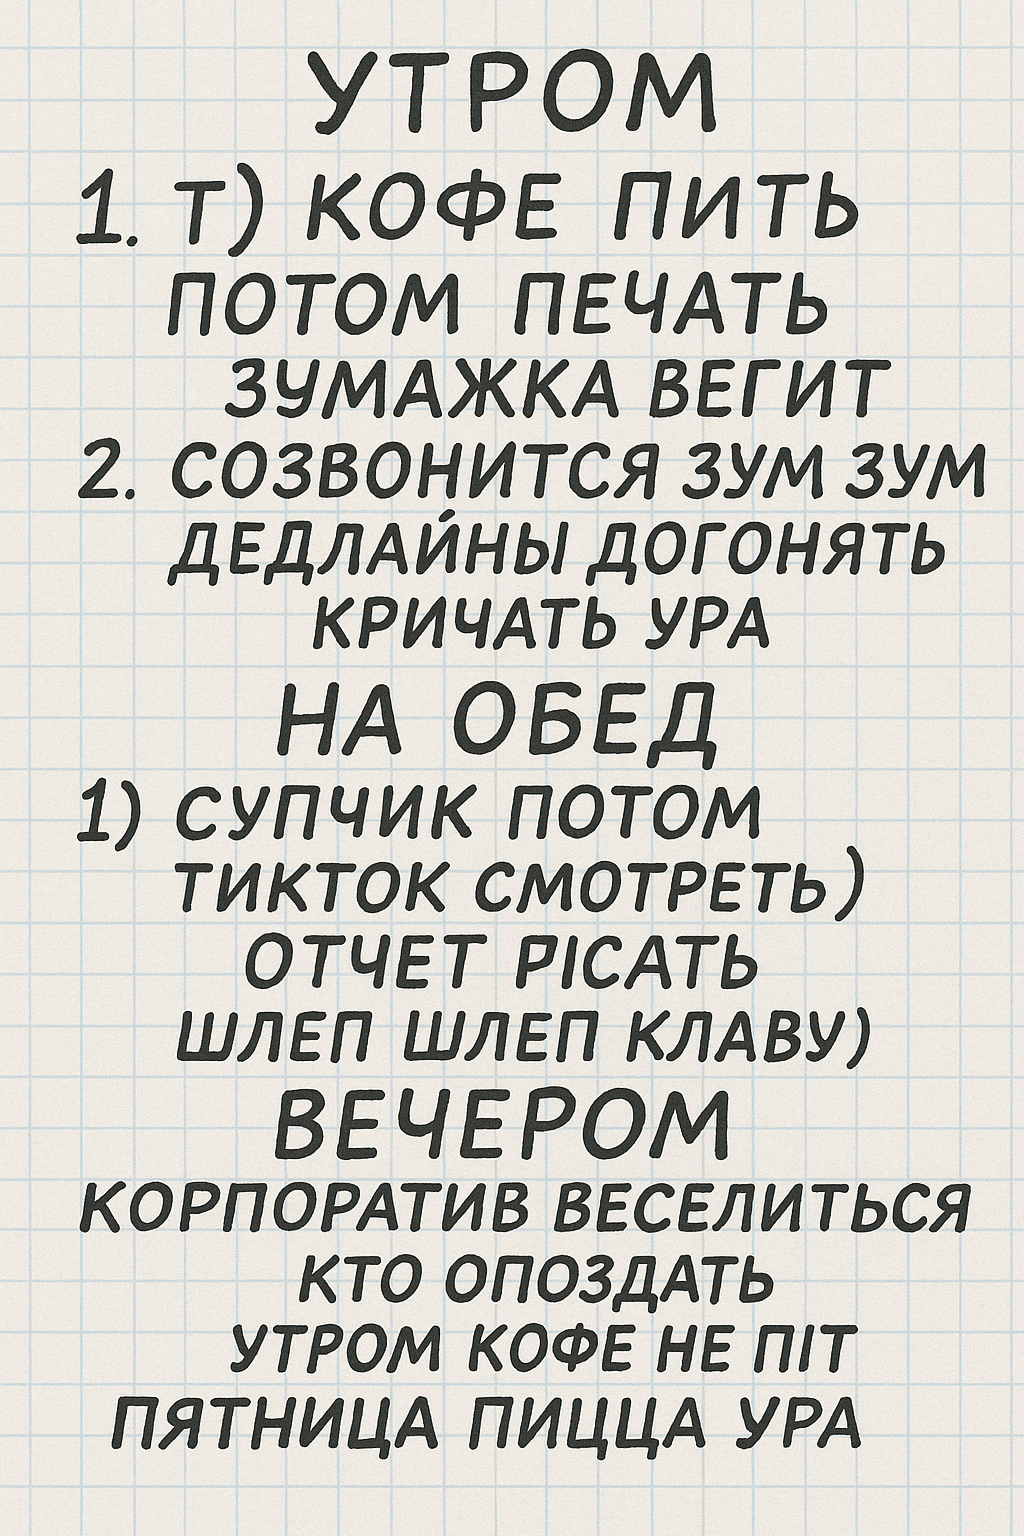 УТРОМ
1. Т) КОФЕ ПИТЬ
ПОТОМ ПЕЧАТЬ
ЗУМАЖКА ВЕГИТ
2. СОЗВОНИТСЯ ЗУМ ЗУМ
ДЕДЛАЙНЫ ДОГОНЯТЬ
КРИЧАТЬ УРА
НА ОБЕД
1) СУПЧИК ПОТОМ
ТИКТОК СМОТРЕТЬ)
ОТЧЕТ РІСАТЬ
ШЛЕП ШЛЕП КЛАВУ)
ВЕЧЕРОМ
КОРПОРАТИВ ВЕСЕЛИТЬСЯ
КТО ОПОЗДАТЬ
УТРОМ КОФЕ НЕ ПІТ
ПЯТНИЦА ПИЦЦА УРА